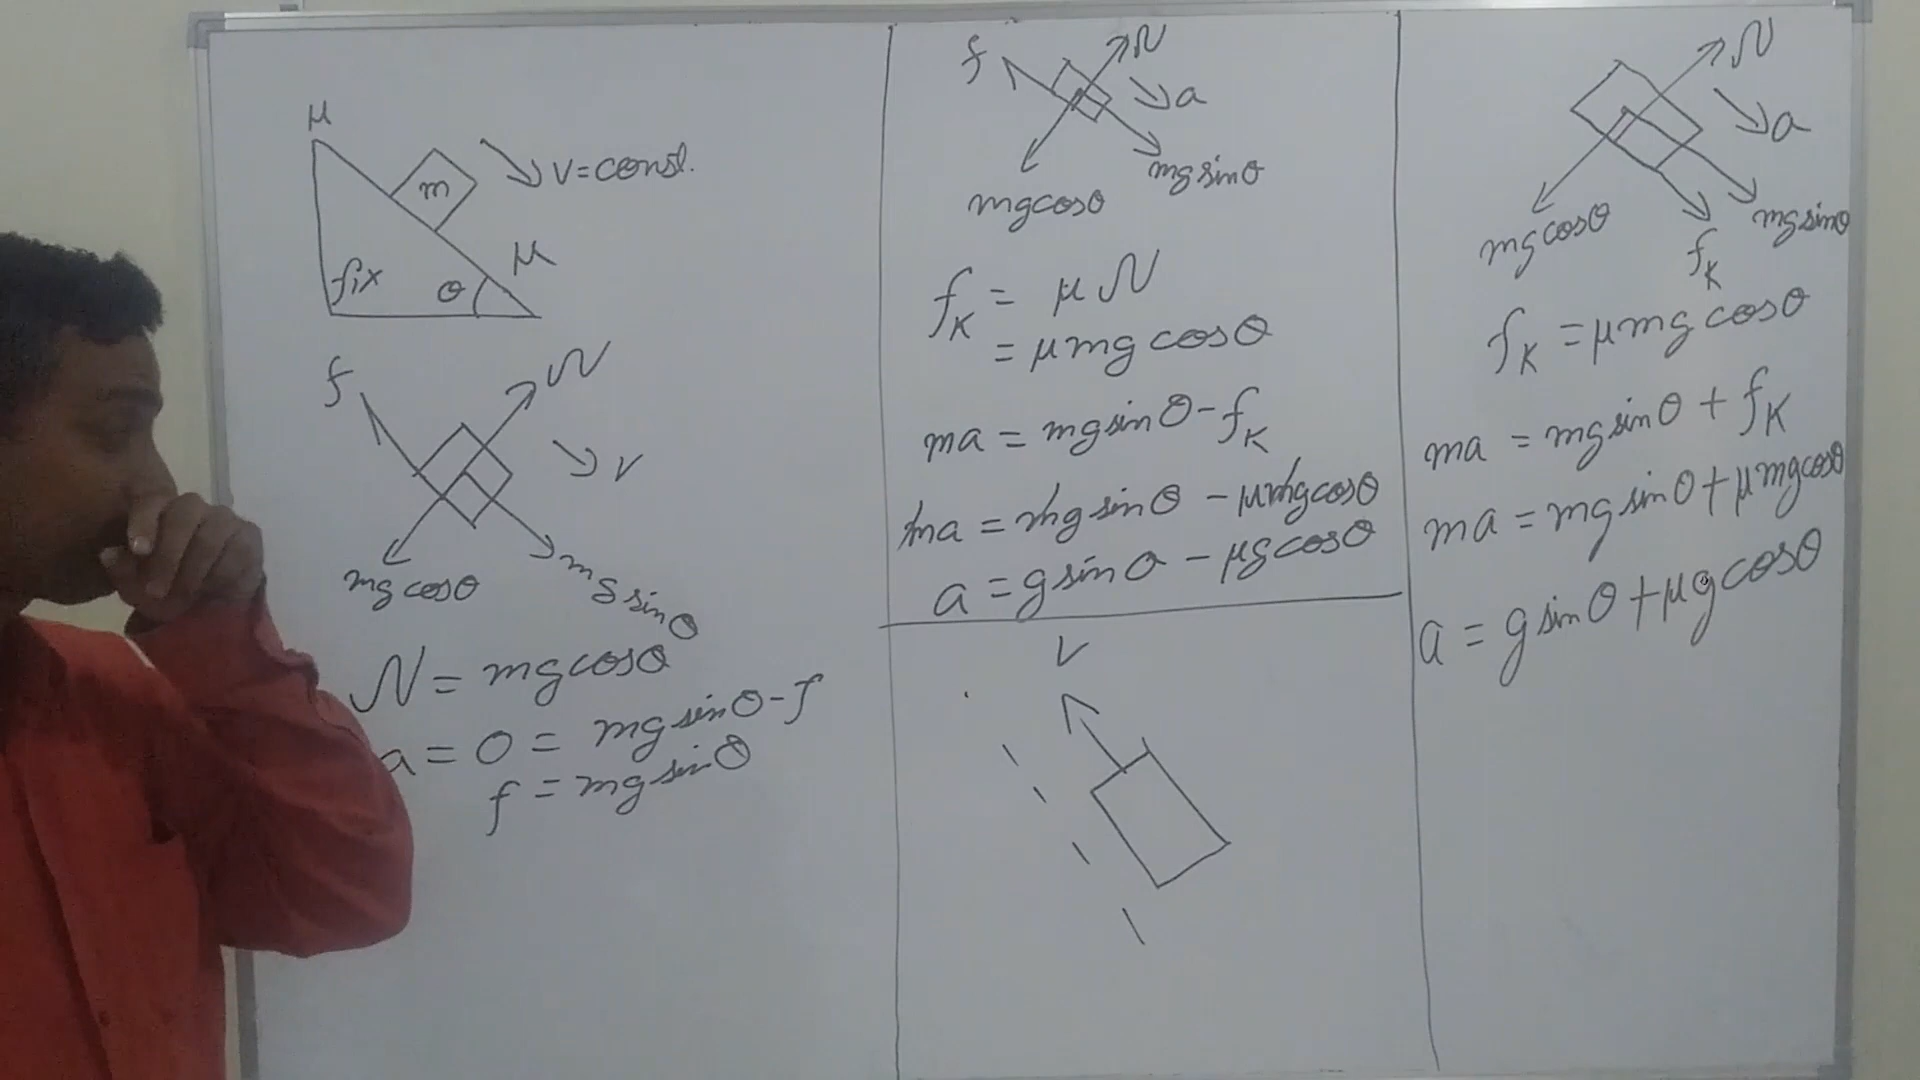 μ
m
v=const.
μ
fix
θ
f
N
v
mg cosθ
mg sinθ
N = mg cosθ
a = 0 = mg sinθ-f
f = mg sinθ
f
N
a
mg sinθ
mg cosθ
fK = μ N
= μmg cosθ
ma = mg sinθ-fK
ma = mg sinθ - μmg cosθ
a = g sinθ - μg cosθ
v
N
a
mg cosθ
mg sinθ
fK
fK = μmg cosθ
ma = mg sinθ + fK
ma = mg sinθ+μmg cosθ
a = g sinθ+μg cosθ